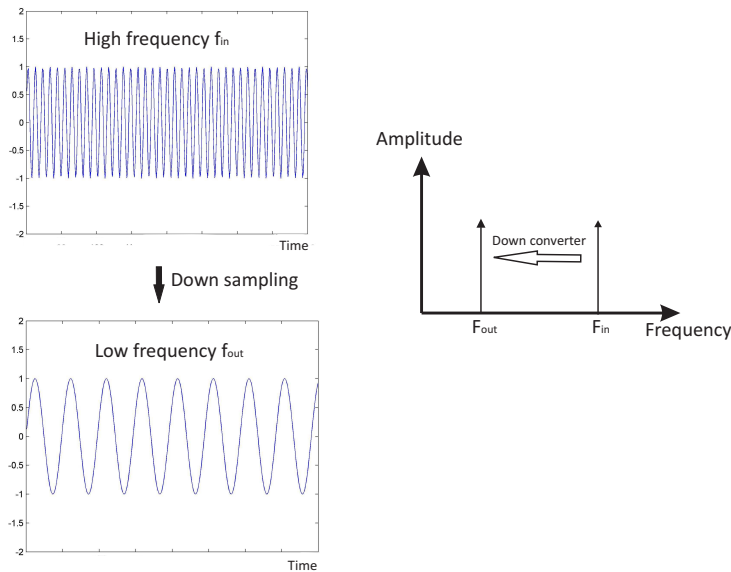 High frequency fin
2
1.5
1
0.5
0
-0.5
-1
-1.5
-2
Time
Down sampling
2
1.5
1
Low frequency fout
0.5
0
-0.5
-1
-1.5
-2
Time
Amplitude
Down converter
Fout
Fin
Frequency